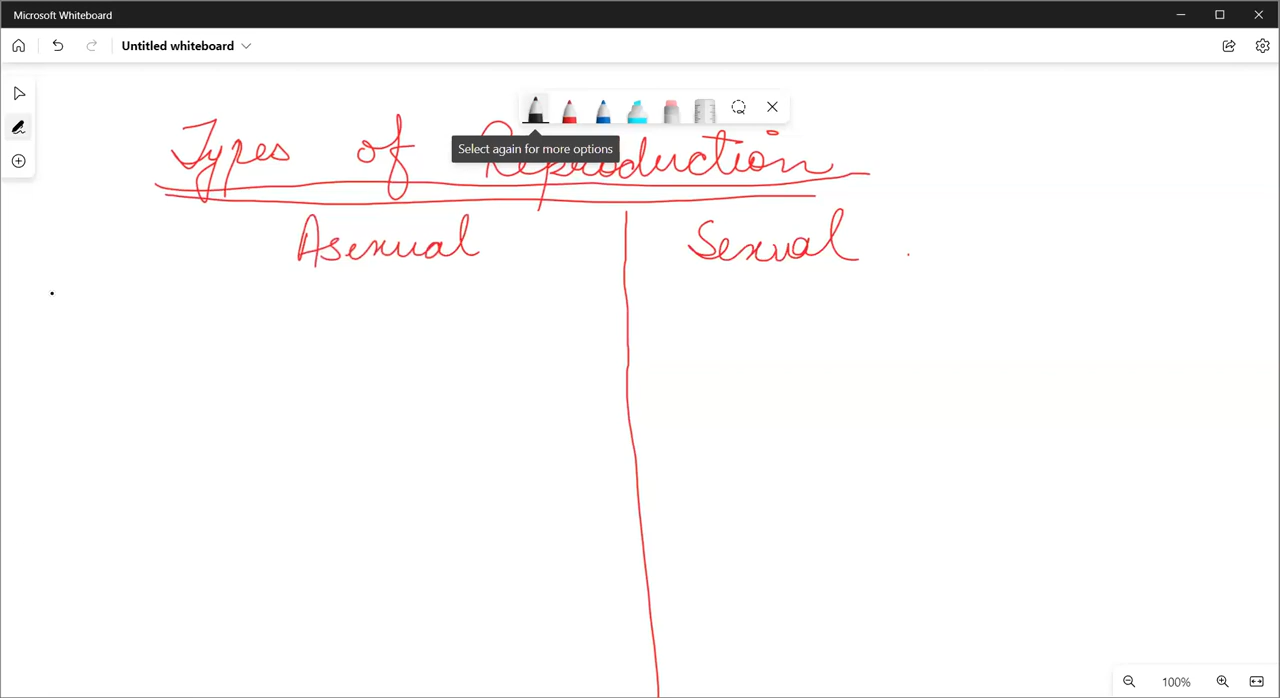 Microsoft Whiteboard
Untitled whiteboard
Select again for more options
Types of Reproduction
Asexual
Sexual
100%